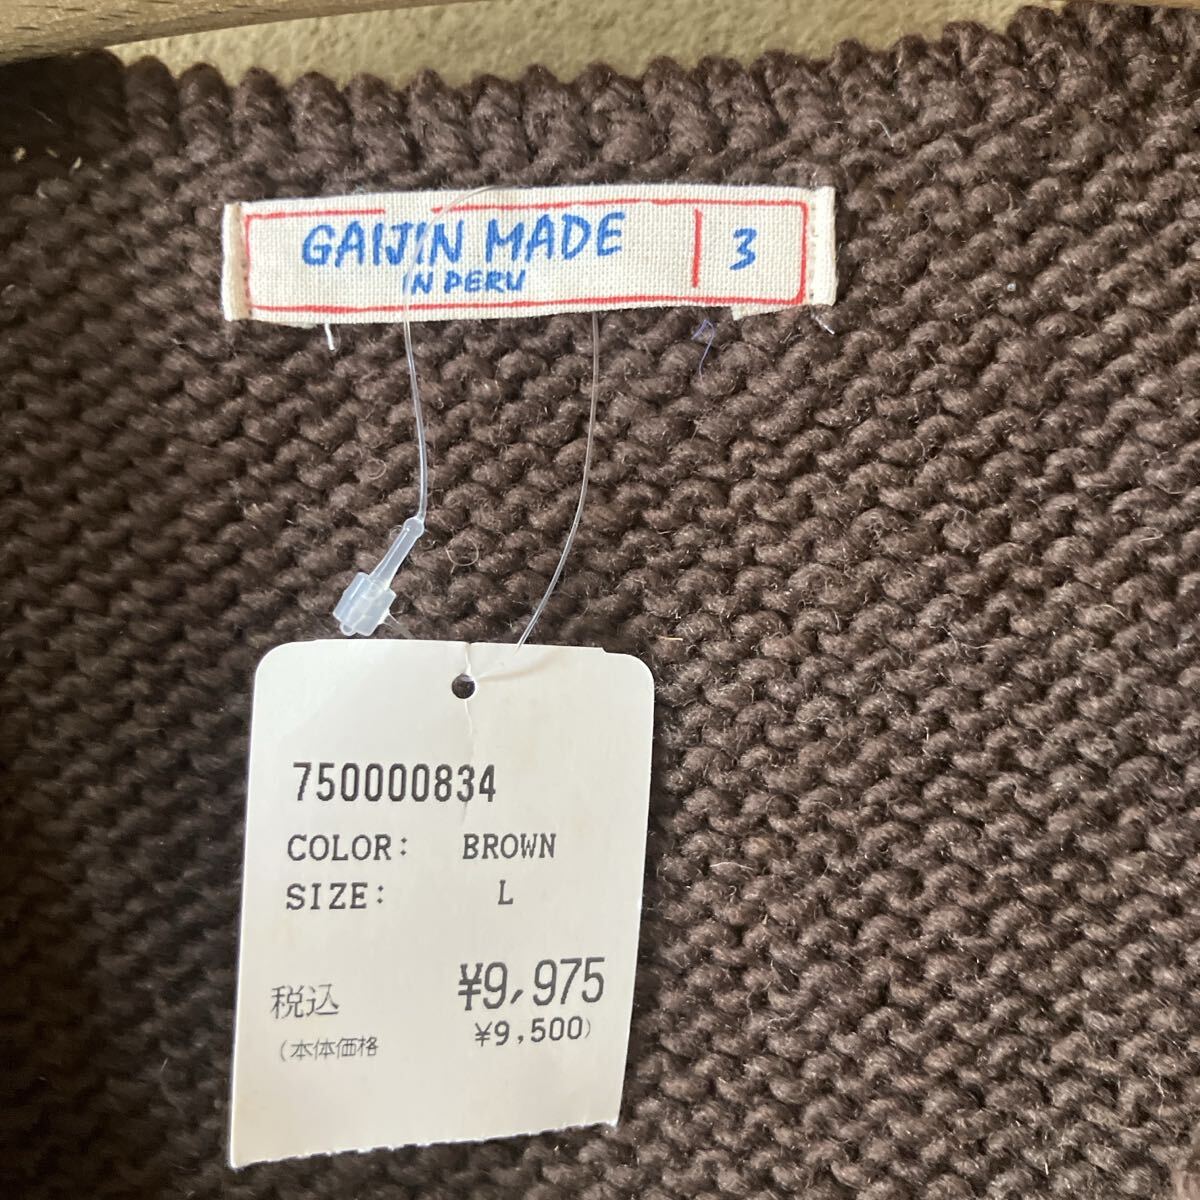 GAIJIN MADE
IN PERU
3
750000834
COLOR: BROWN
SIZE: L
税込 ¥9,975
(本体価格 ¥9,500)